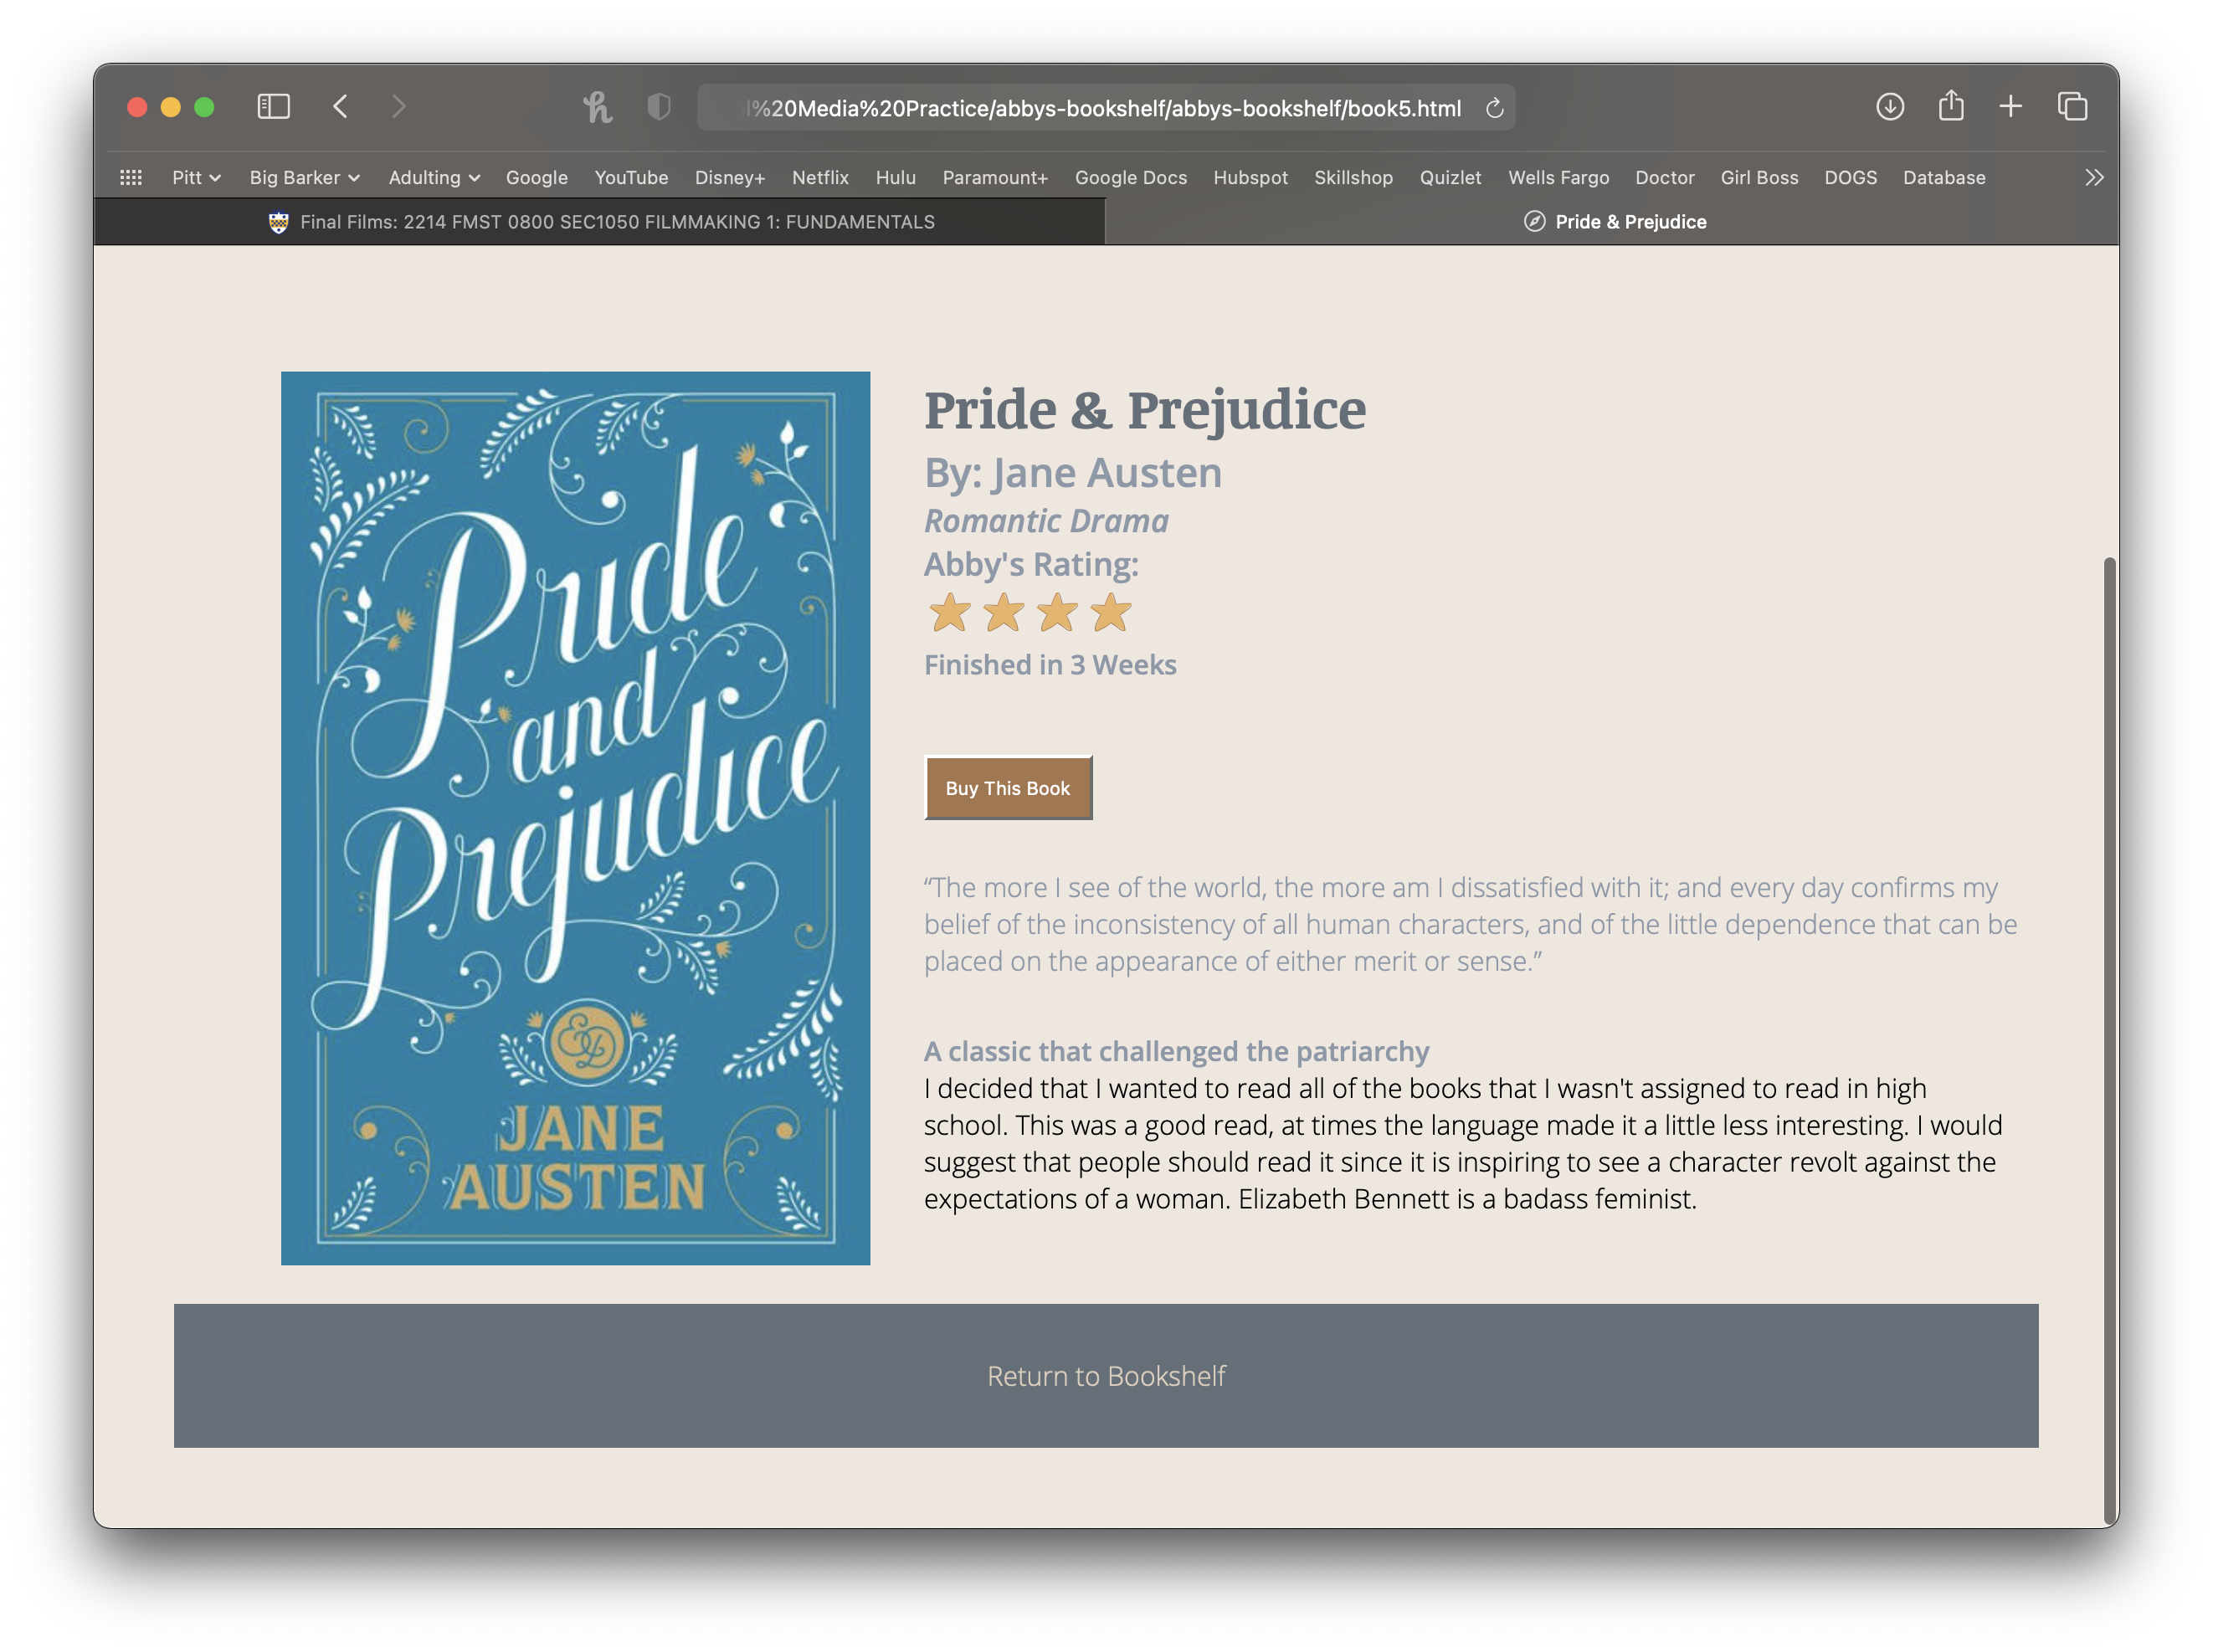 l%20Media%20Practice/abbys-bookshelf/abbys-bookshelf/book5.html
Pitt Big Barker Adulting Google YouTube Disney+ Netflix Hulu Paramount+ Google Docs Hubspot Skillshop Quizlet Wells Fargo Doctor Girl Boss DOGS Database
Final Films: 2214 FMST 0800 SEC1050 FILMMAKING 1: FUNDAMENTALS
Pride & Prejudice
Pride
and
Prejudice
JANE
AUSTEN
Pride & Prejudice
By: Jane Austen
Romantic Drama
Abby's Rating:
Finished in 3 Weeks
Buy This Book
“The more I see of the world, the more am I dissatisfied with it; and every day confirms my
belief of the inconsistency of all human characters, and of the little dependence that can be
placed on the appearance of either merit or sense.”
A classic that challenged the patriarchy
I decided that I wanted to read all of the books that I wasn't assigned to read in high
school. This was a good read, at times the language made it a little less interesting. I would
suggest that people should read it since it is inspiring to see a character revolt against the
expectations of a woman. Elizabeth Bennett is a badass feminist.
Return to Bookshelf